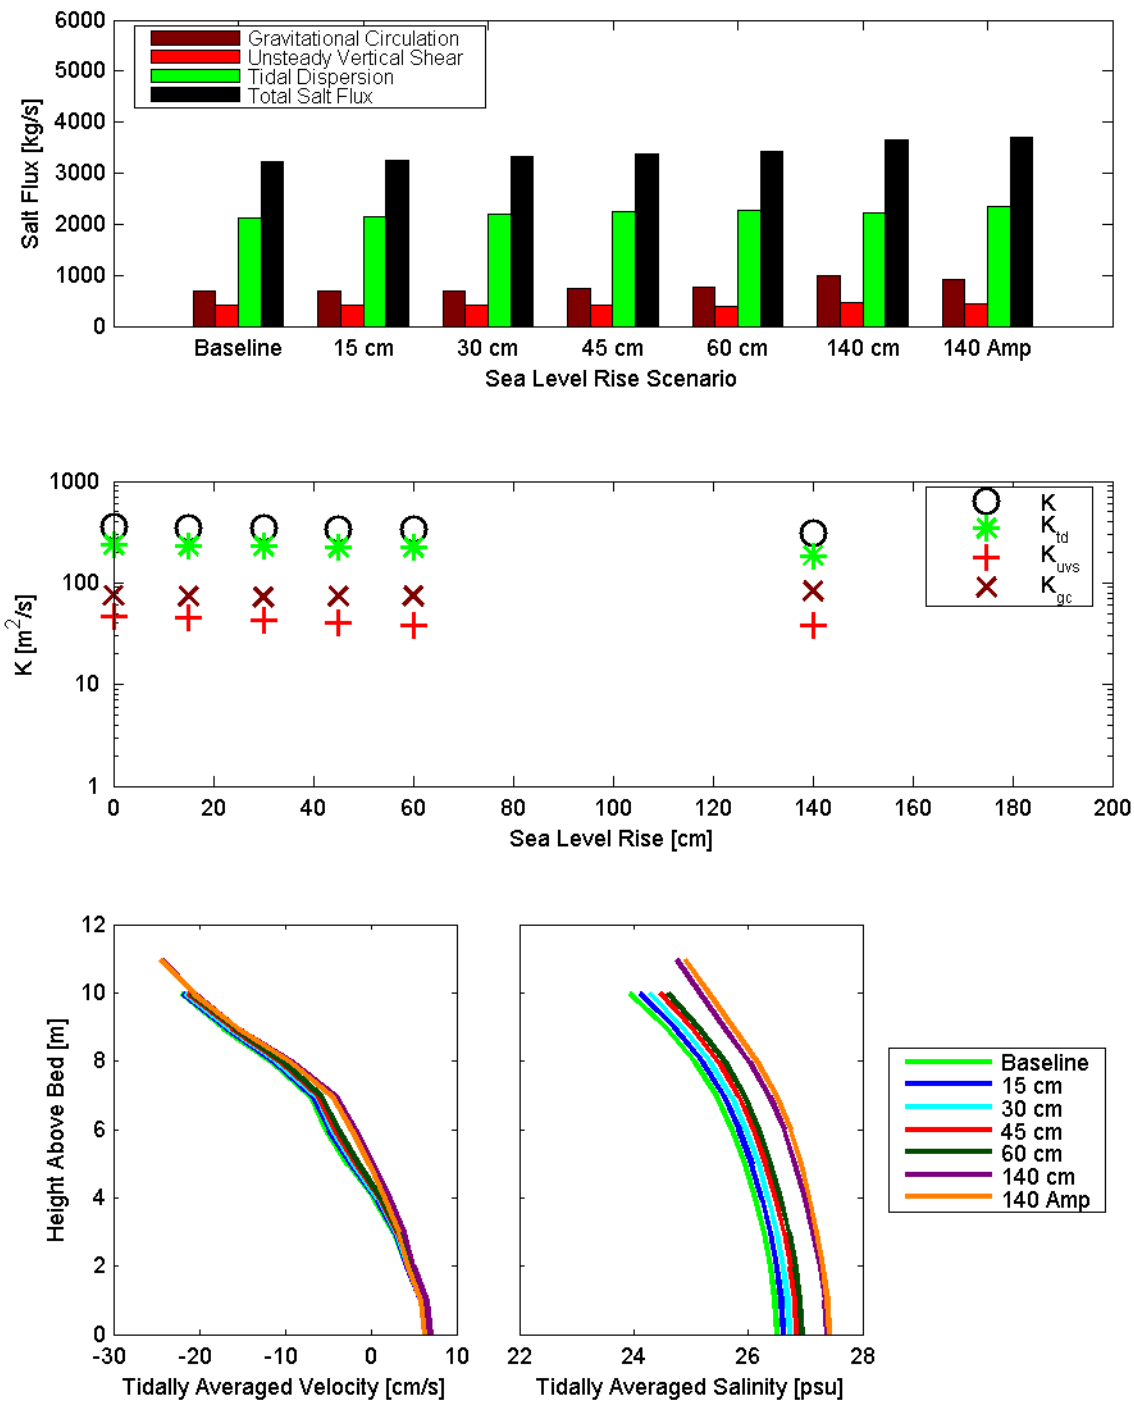 6000
5000
4000
3000
2000
1000
0
Salt Flux [kg/s]
Gravitational Circulation
Unsteady Vertical Shear
Tidal Dispersion
Total Salt Flux
Baseline 15 cm 30 cm 45 cm 60 cm 140 cm 140 Amp
Sea Level Rise Scenario
1000
100
10
1
K [m²/s]
K
K_td
K_uvs
K_gc
0 20 40 60 80 100 120 140 160 180 200
Sea Level Rise [cm]
12
10
8
6
4
2
0
Height Above Bed [m]
-30 -20 -10 0 10
Tidally Averaged Velocity [cm/s]
22 24 26 28
Tidally Averaged Salinity [psu]
Baseline
15 cm
30 cm
45 cm
60 cm
140 cm
140 Amp